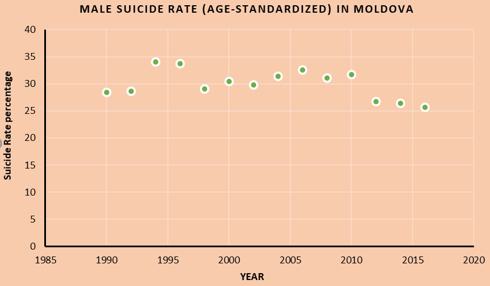 MALE SUICIDE RATE (AGE-STANDARDIZED) IN MOLDOVA
Suicide Rate percentage
40
35
30
25
20
15
10
5
0
1985 1990 1995 2000 2005 2010 2015 2020
YEAR